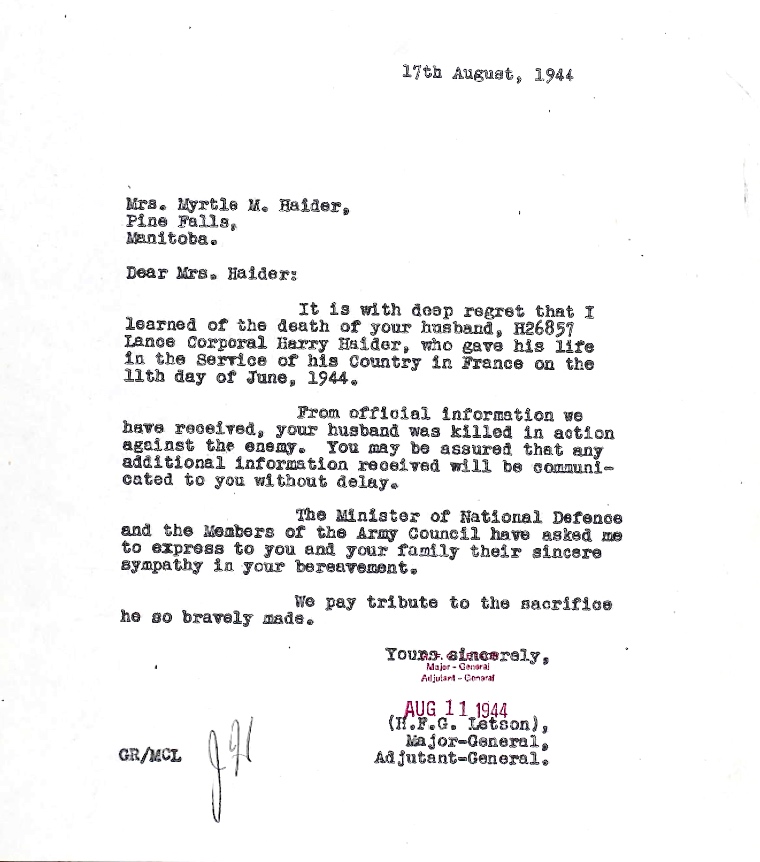 17th August, 1944
Mrs. Myrtle M. Haider,
Pine Falls,
Manitoba.
Dear Mrs. Haider:
It is with deep regret that I
learned of the death of your husband, H26857
Lance Corporal Harry Haider, who gave his life
in the Service of his Country in France on the
11th day of June, 1944.
From official information we
have received, your husband was killed in action
against the enemy. You may be assured that any
additional information received will be communi-
cated to you without delay.
The Minister of National Defence
and the Members of the Army Council have asked me
to express to you and your family their sincere
sympathy in your bereavement.
We pay tribute to the sacrifice
he so bravely made.
Yours sincerely,
Major - General
Adjutant - General
AUG 11 1944
(H.F.G. Letson),
Major-General,
Adjutant-General.
GR/MCL